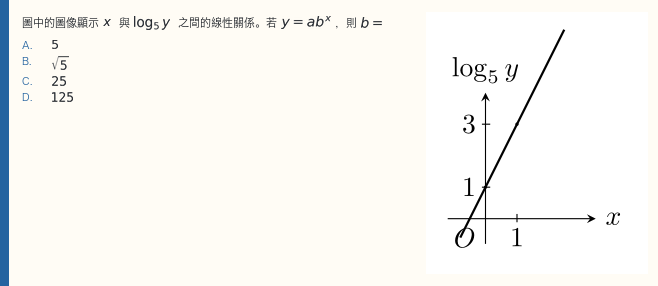 圖中的圖像顯示 x 與 log₅ y 之間的線性關係。若 y = abˣ ，則 b =
A. 5
B. √5
C. 25
D. 125
log₅ y
3
1
O 1 x